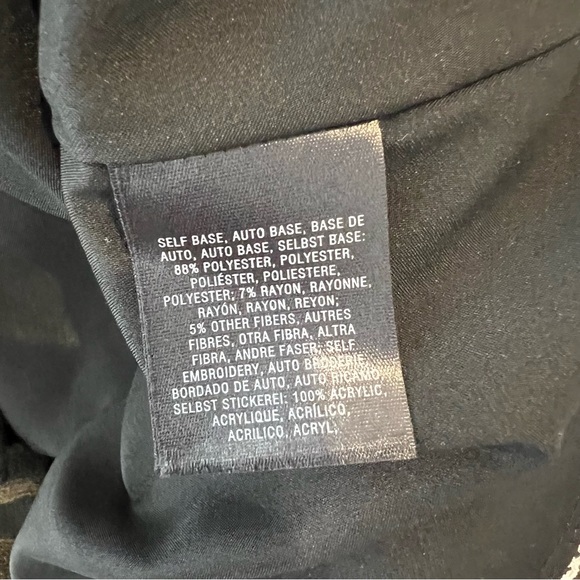 SELF BASE, AUTO BASE, BASE DE
AUTO, AUTO BASE, SELBST BASE:
88% POLYESTER, POLYESTER,
POLIÉSTER, POLIESTERE,
POLYESTER; 7% RAYON, RAYONNE,
RAYÓN, RAYON, REYON;
5% OTHER FIBERS, AUTRES
FIBRES, OTRA FIBRA, ALTRA
FIBRA, ANDRE FASER; SELF
EMBROIDERY, AUTO BRODERIE
BORDADO DE AUTO, AUTO RICAMO
SELBST STICKEREI: 100% ACRYLIC,
ACRYLIQUE, ACRÍLICO,
ACRILICO, ACRYL;